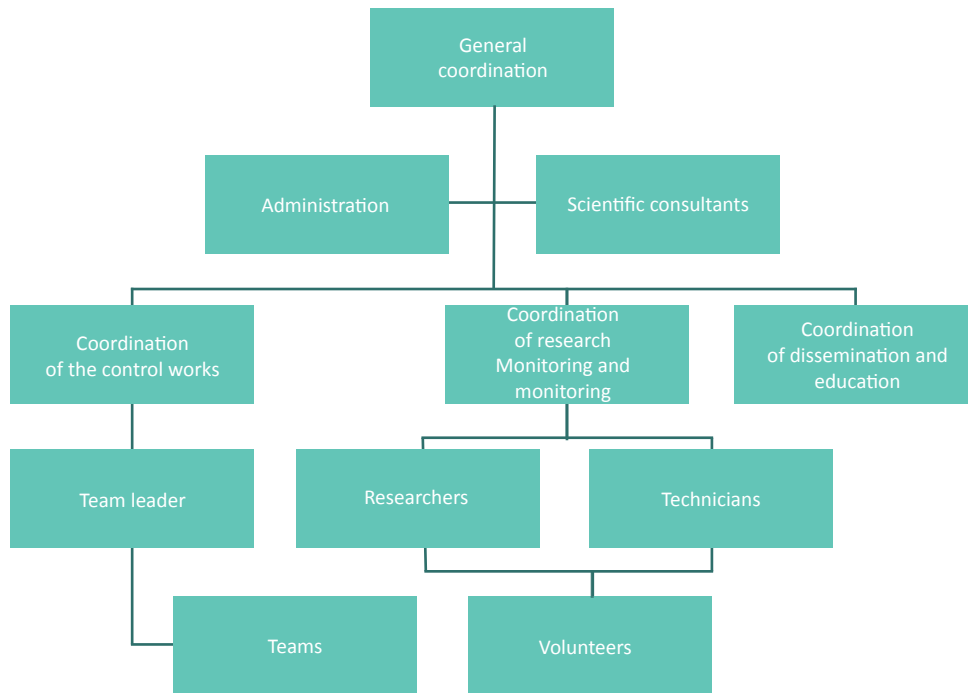 General
coordination
Administration
Scientific consultants
Coordination
of the control works
Coordination
of research
Monitoring and
monitoring
Coordination
of dissemination and
education
Team leader
Researchers
Technicians
Teams
Volunteers